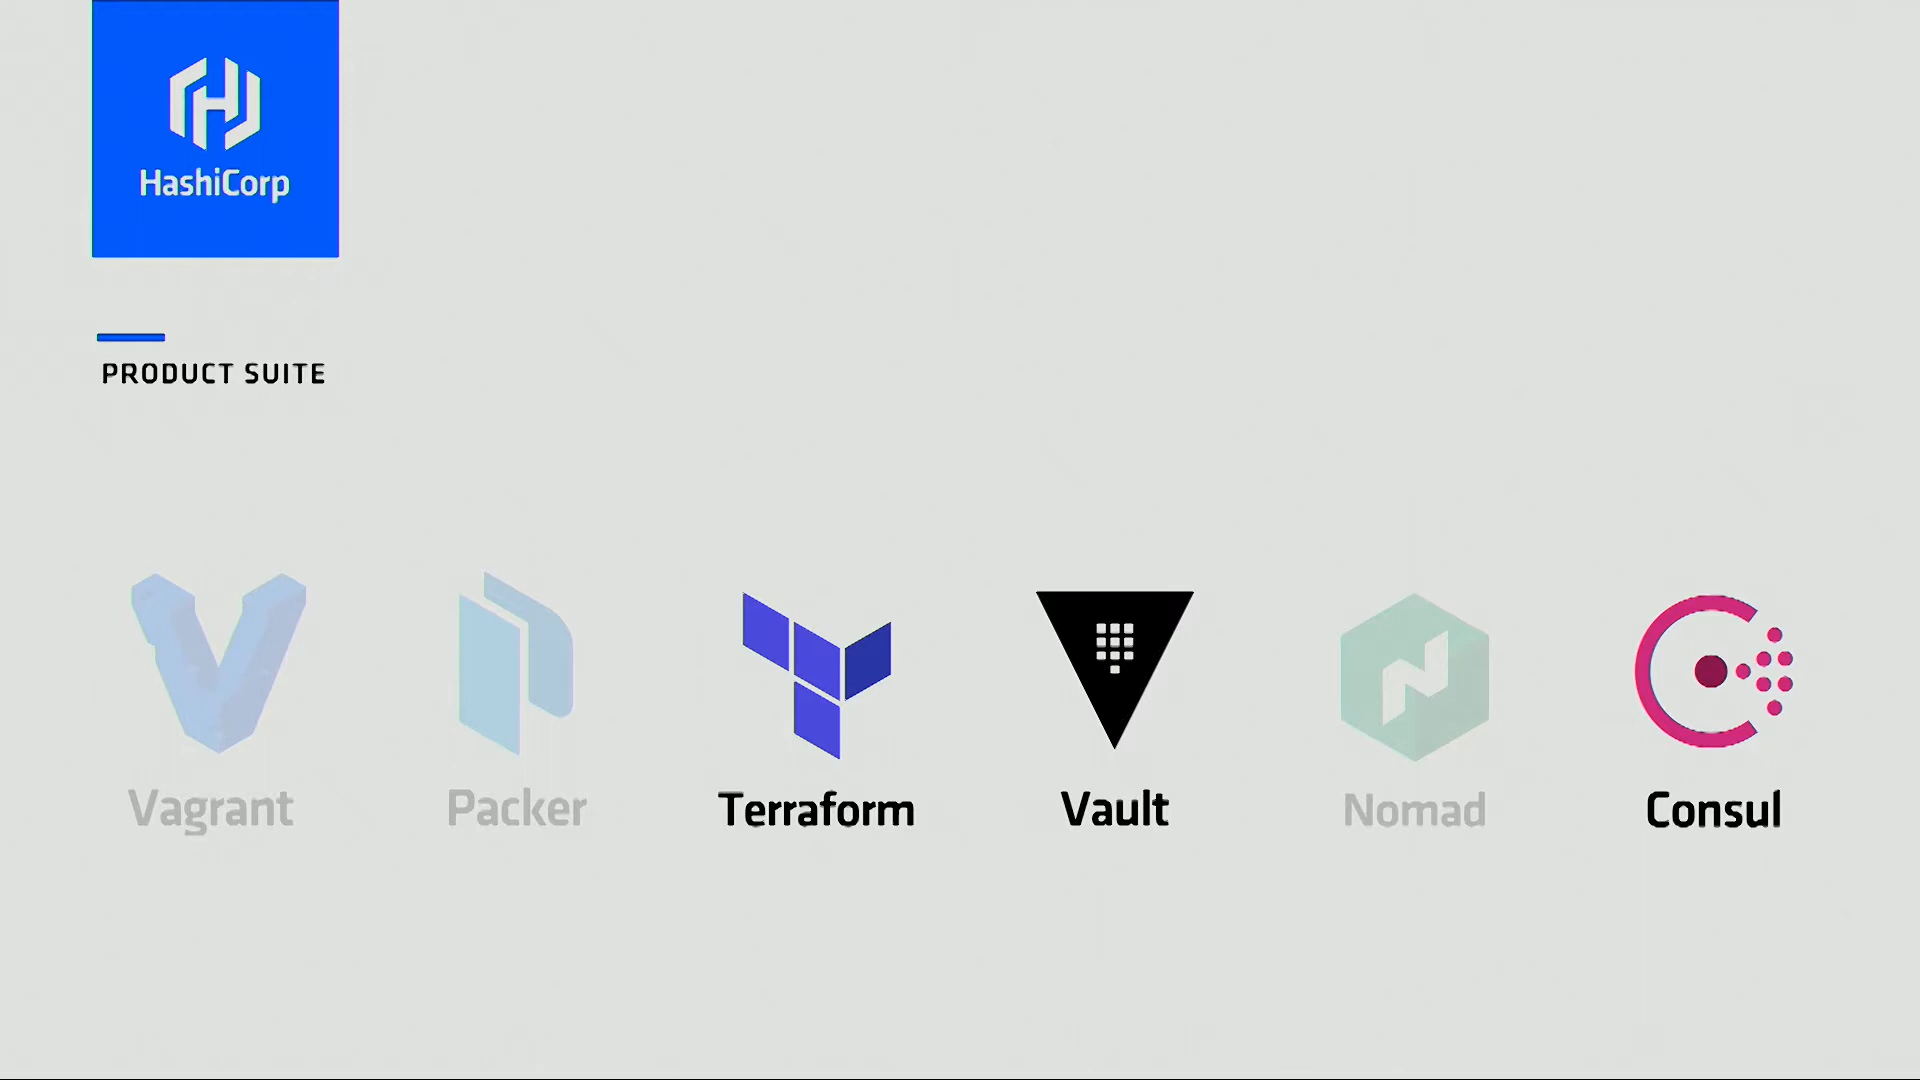 HashiCorp
PRODUCT SUITE
Vagrant
Packer
Terraform
Vault
Nomad
Consul